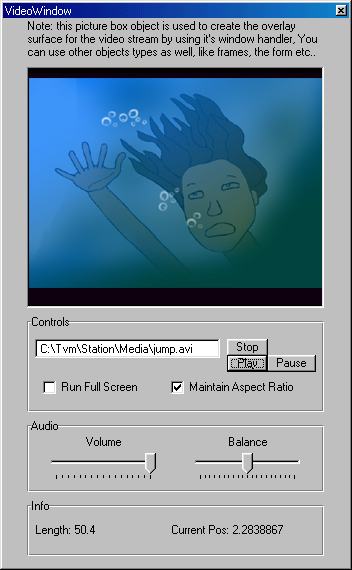 VideoWindow
Note: this picture box object is used to create the overlay
surface for the video stream by using it's window handler, You
can use other objects types as well, like frames, the form etc..
Controls
C:\Tvm\Station\Media\jump.avi
Stop
Play
Pause
Run Full Screen
Maintain Aspect Ratio
Audio
Volume
Balance
Info
Length: 50.4
Current Pos: 2.2838867